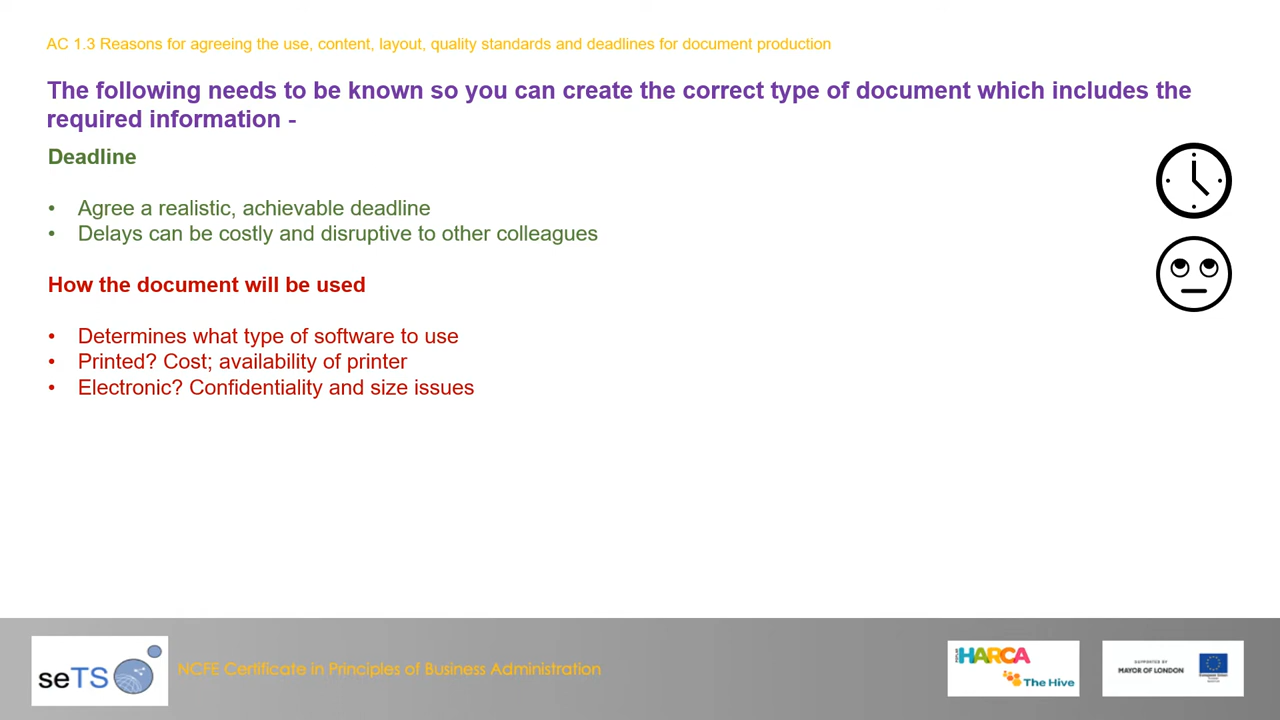 AC 1.3 Reasons for agreeing the use, content, layout, quality standards and deadlines for document production
The following needs to be known so you can create the correct type of document which includes the
required information -
Deadline
• Agree a realistic, achievable deadline
• Delays can be costly and disruptive to other colleagues
How the document will be used
• Determines what type of software to use
• Printed? Cost; availability of printer
• Electronic? Confidentiality and size issues
seTS
NCFE Certificate in Principles of Business Administration
HARCA
The Hive
SUPPORTED BY
MAYOR OF LONDON
European Union